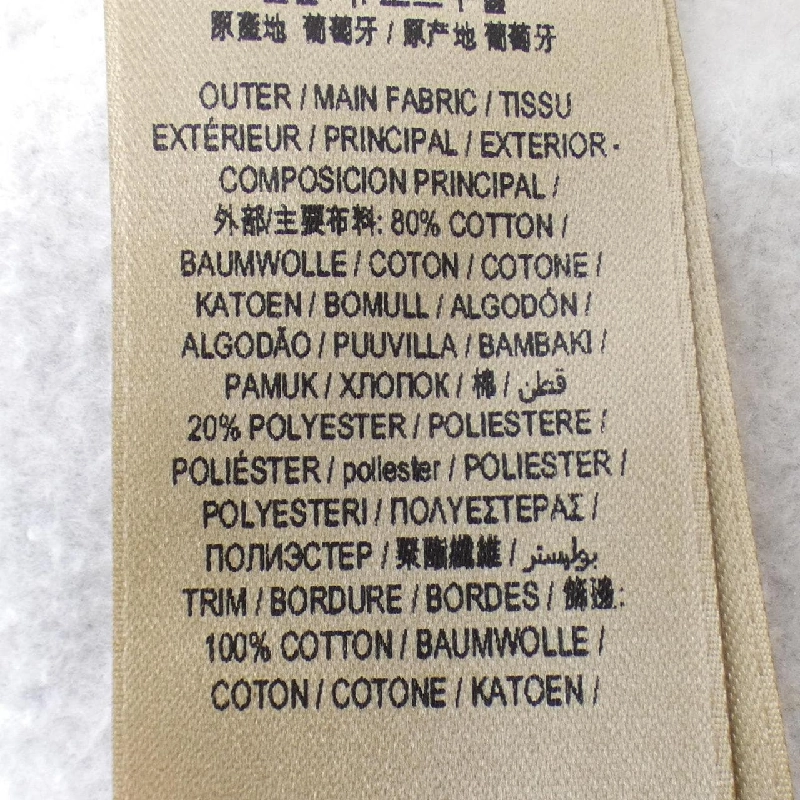 原產地 葡萄牙 / 原产地 葡萄牙
OUTER / MAIN FABRIC / TISSU
EXTÉRIEUR / PRINCIPAL / EXTERIOR -
COMPOSICION PRINCIPAL /
外部/主要布料: 80% COTTON /
BAUMWOLLE / COTON / COTONE /
KATOEN / BOMULL / ALGODÓN /
ALGODÃO / PUUVILLA / BAMBAKI /
PAMUK / ХЛОПОК / 棉 / قطن
20% POLYESTER / POLIESTERE /
POLIÉSTER / poliester / POLIESTER /
POLYESTERI / ΠΟΛΥΕΣΤΕΡΑΣ /
ПОЛИЭСТЕР / 聚酯纖維 / بوليستر
TRIM / BORDURE / BORDES / 飾邊:
100% COTTON / BAUMWOLLE /
COTON / COTONE / KATOEN /